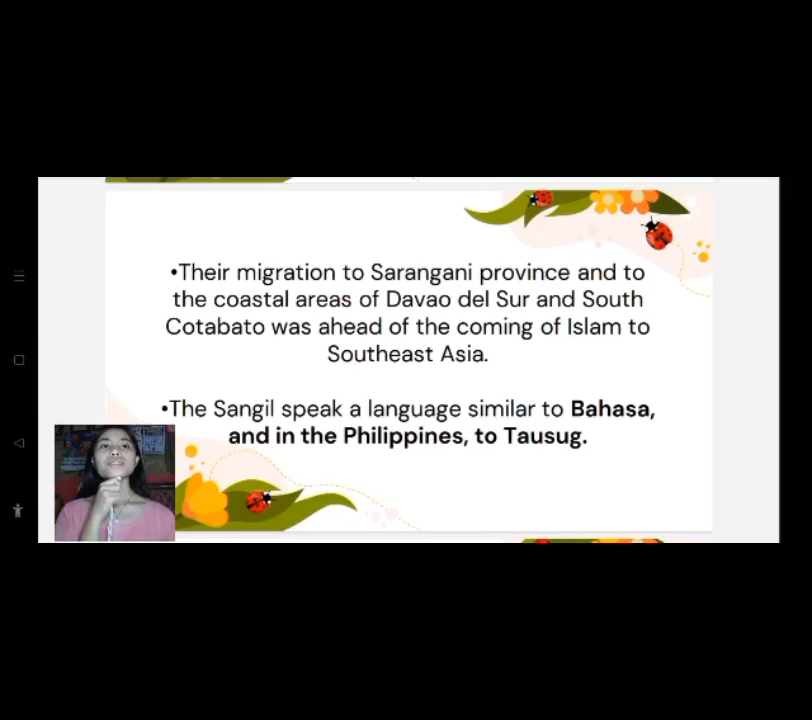 •Their migration to Sarangani province and to
the coastal areas of Davao del Sur and South
Cotabato was ahead of the coming of Islam to
Southeast Asia.
•The Sangil speak a language similar to Bahasa,
and in the Philippines, to Tausug.